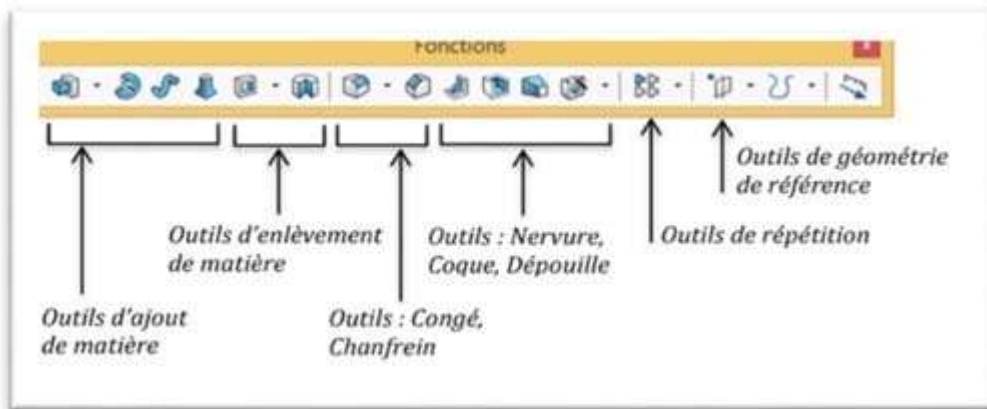 Fonctions
Outils de géométrie
de référence
Outils d'enlèvement
de matière
Outils : Nervure,
Coque, Dépouille
Outils de répétition
Outils d'ajout
de matière
Outils : Congé,
Chanfrein